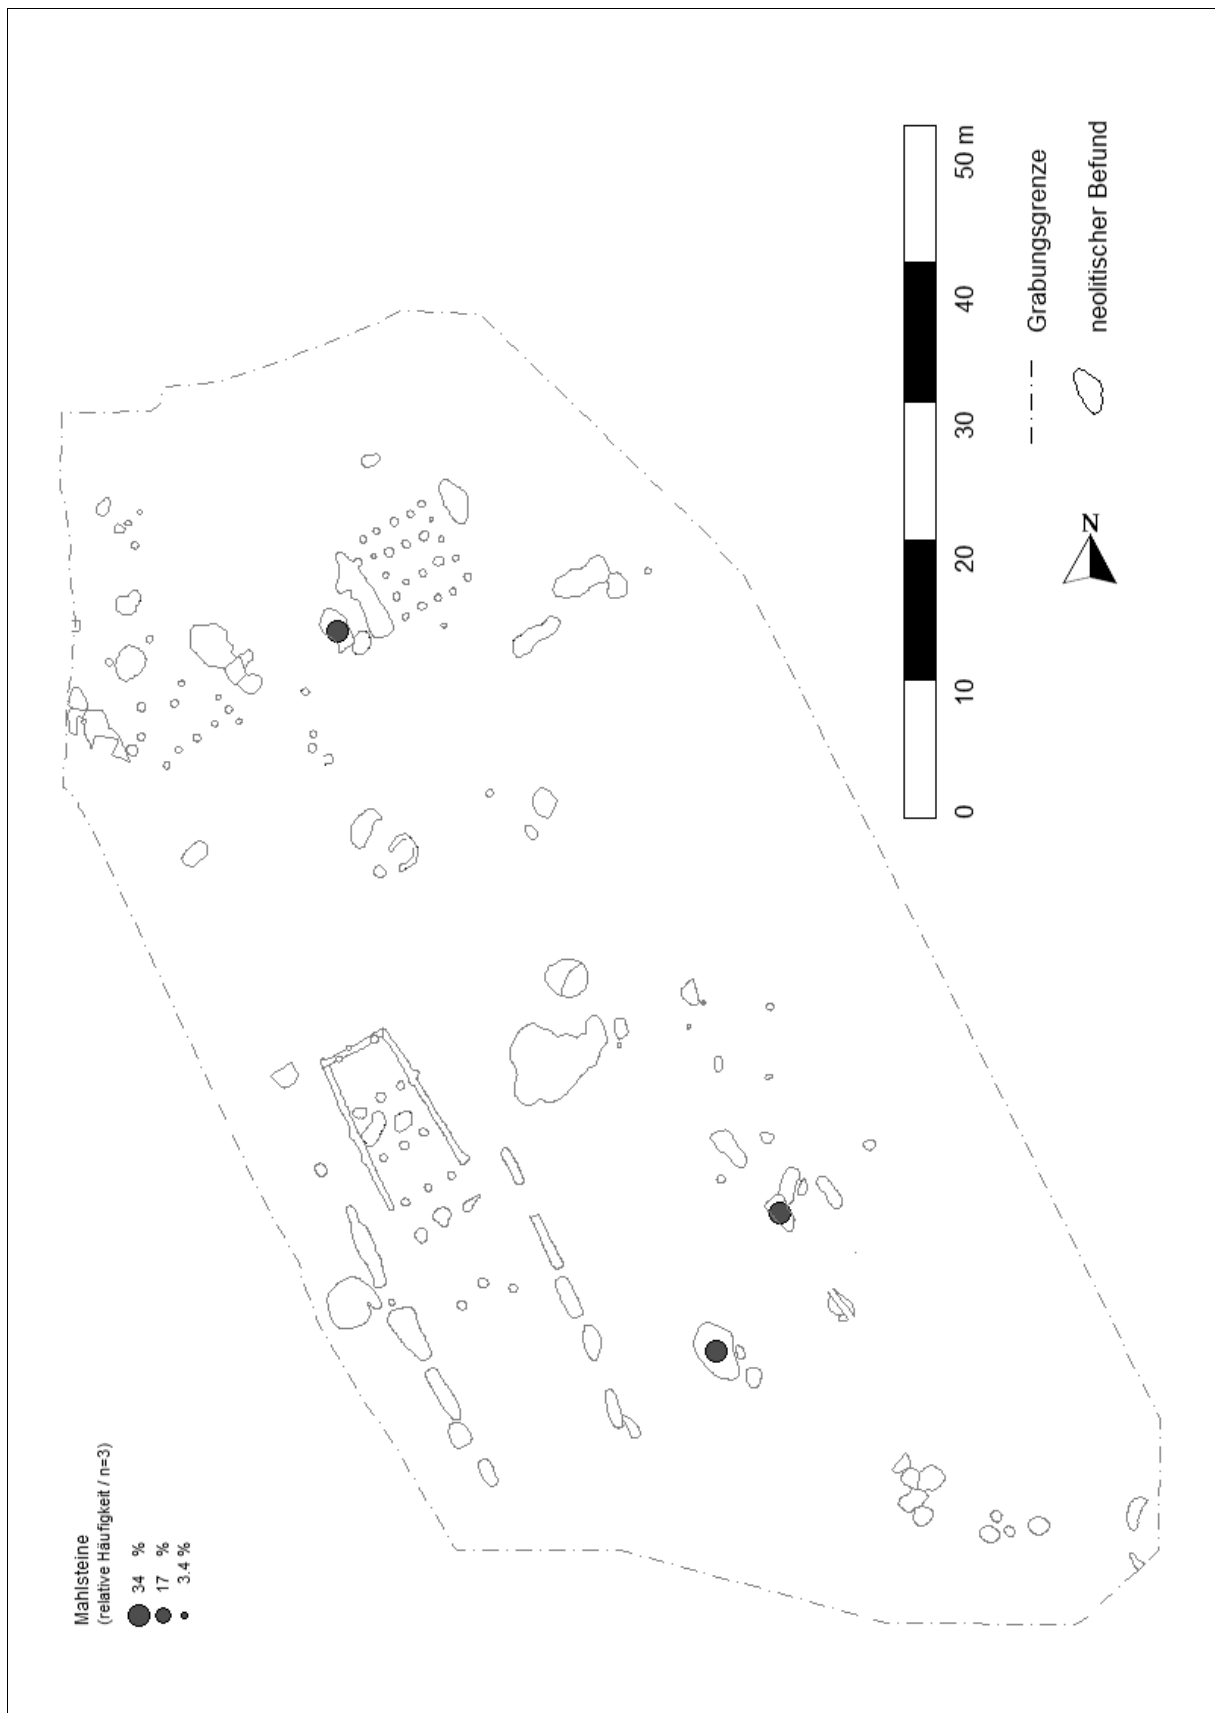 Mahlsteine
(relative Häufigkeit / n=3)
34 %
17 %
3.4 %
0 10 20 30 40 50 m
N
Grabungsgrenze
neolitischer Befund